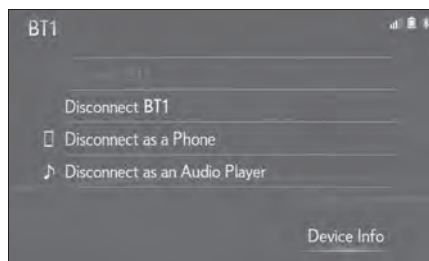 BT1
Disconnect BT1
Disconnect as a Phone
Disconnect as an Audio Player
Device Info